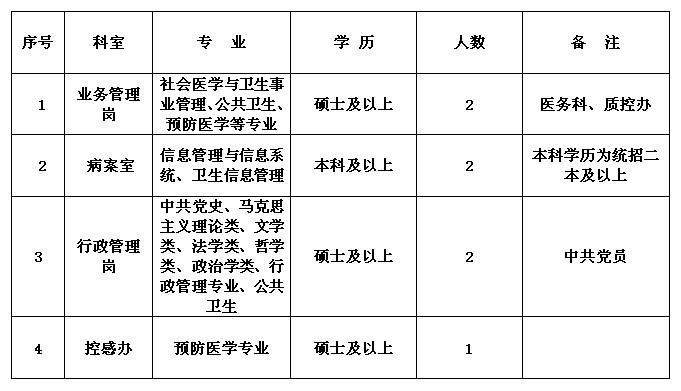 序号 科室 专 业 学 历 人数 备 注
1 业务管理岗 社会医学与卫生事业管理、公共卫生、预防医学等专业 硕士及以上 2 医务科、质控办
2 病案室 信息管理与信息系统、卫生信息管理 本科及以上 2 本科学历为统招二本及以上
3 行政管理岗 中共党史、马克思主义理论类、文学类、法学类、哲学类、政治学类、行政管理专业、公共卫生 硕士及以上 2 中共党员
4 控感办 预防医学专业 硕士及以上 1